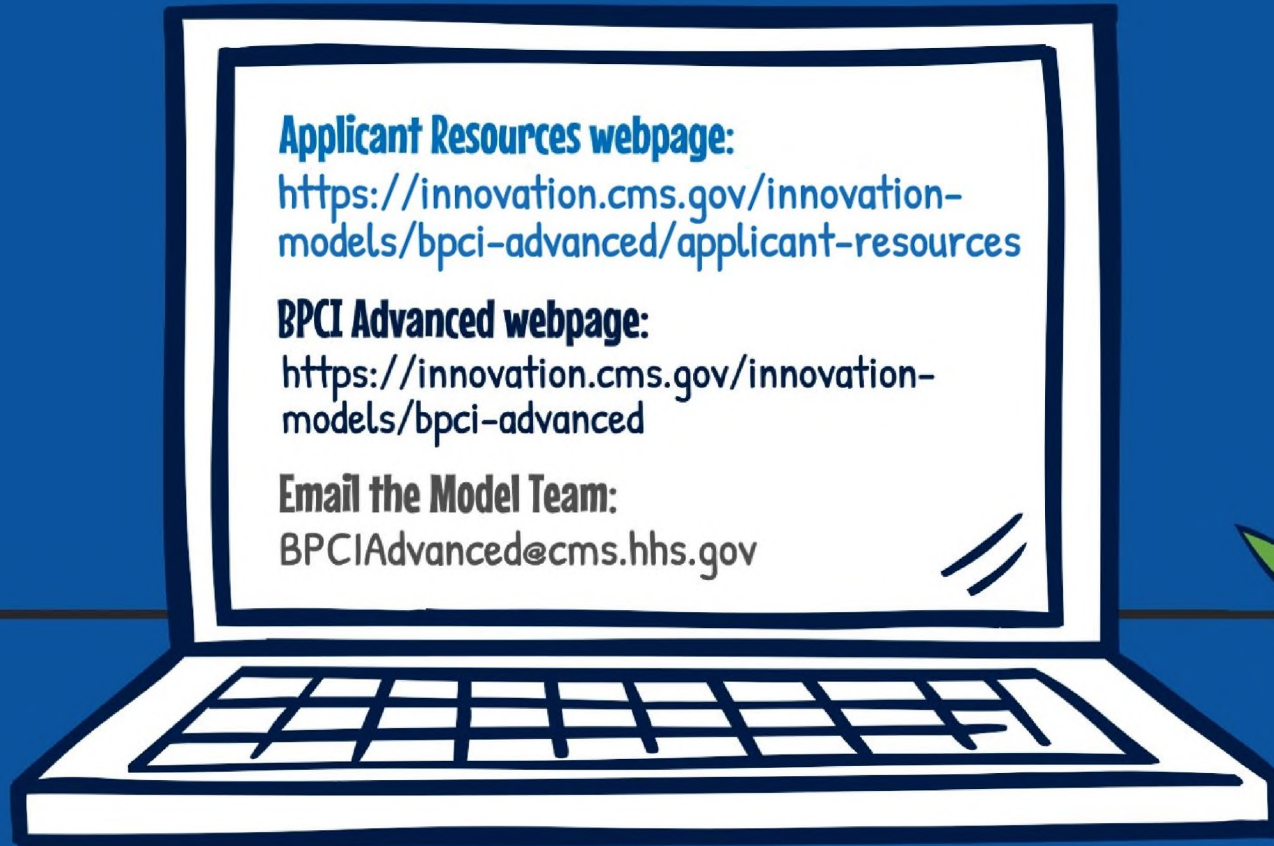 Applicant Resources webpage:
https://innovation.cms.gov/innovation-
models/bpci-advanced/applicant-resources
BPCI Advanced webpage:
https://innovation.cms.gov/innovation-
models/bpci-advanced
Email the Model Team:
BPCIAdvanced@cms.hhs.gov